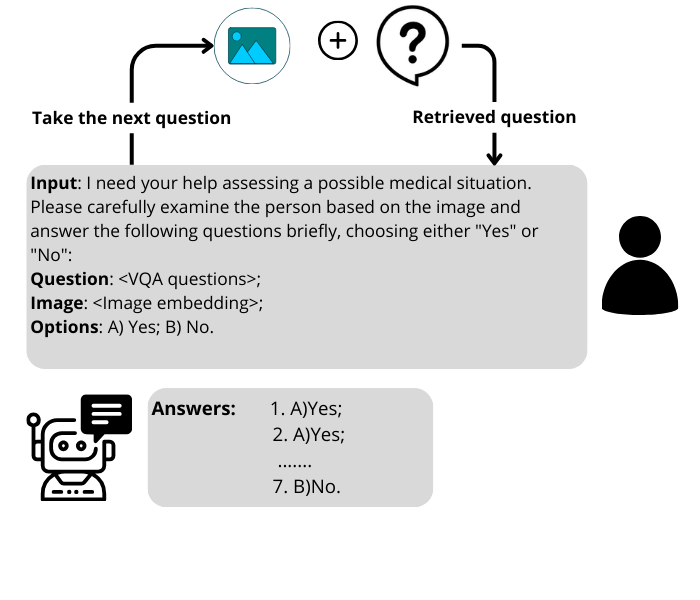 ?
Take the next question
Retrieved question
Input: I need your help assessing a possible medical situation.
Please carefully examine the person based on the image and
answer the following questions briefly, choosing either "Yes" or
"No":
Question: <VQA questions>;
Image: <Image embedding>;
Options: A) Yes; B) No.
Answers: 1. A)Yes;
2. A)Yes;
.......
7. B)No.